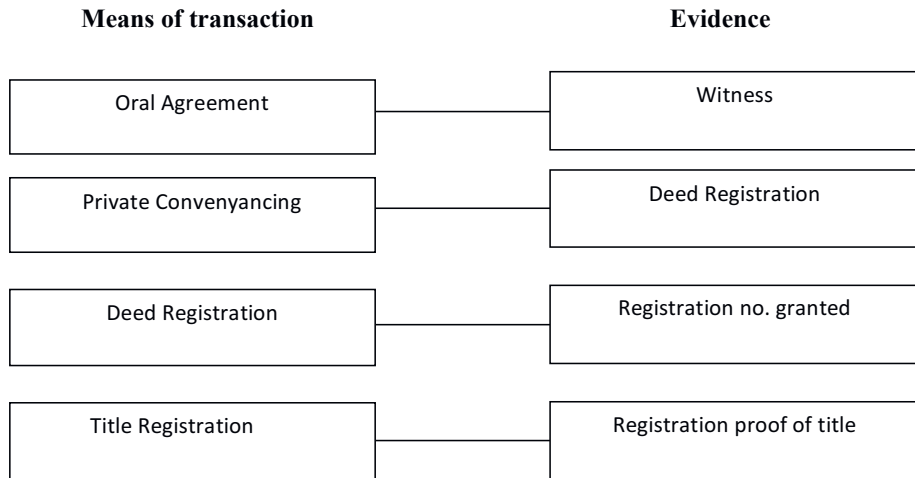 Means of transaction
Evidence
Oral Agreement
Witness
Private Convenyancing
Deed Registration
Deed Registration
Registration no. granted
Title Registration
Registration proof of title